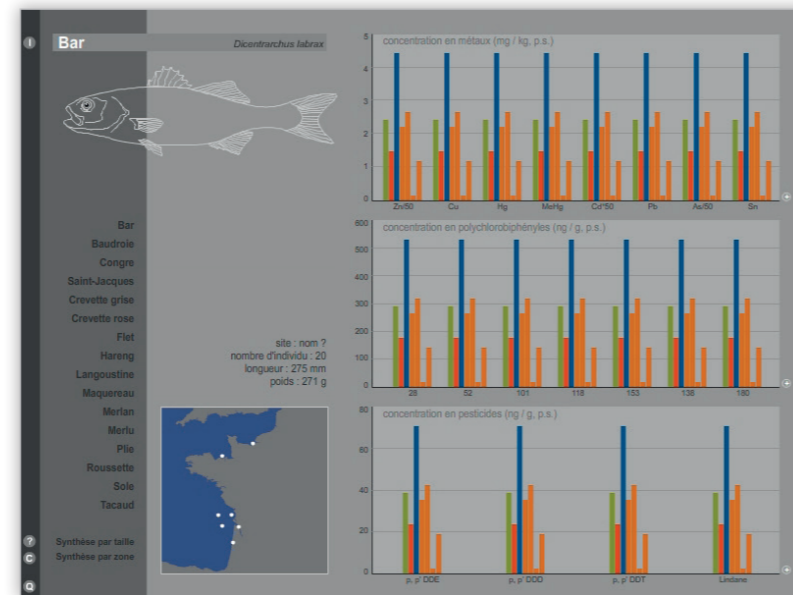 I
Bar
Dicentrarchus labrax
Bar
Baudroie
Congre
Saint-Jacques
Crevette grise
Crevette rose
Flet
Hareng
Langoustine
Maquereau
Merlan
Merlu
Plie
Roussette
Sole
Tacaud
? Synthèse par taille
C Synthèse par zone
Q
site : nom ?
nombre d'individu : 20
longueur : 275 mm
poids : 271 g
concentration en métaux (mg / kg, p.s.)
5
4
3
2
1
0
Zn/50 Cu Hg MeHg Cd*50 Pb As/50 Sn
concentration en polychlorobiphényles (ng / g, p.s.)
600
500
400
300
200
100
0
28 52 101 118 153 138 180
concentration en pesticides (ng / g, p.s.)
80
60
40
20
0
p, p' DDE p, p' DDD p, p' DDT Lindane